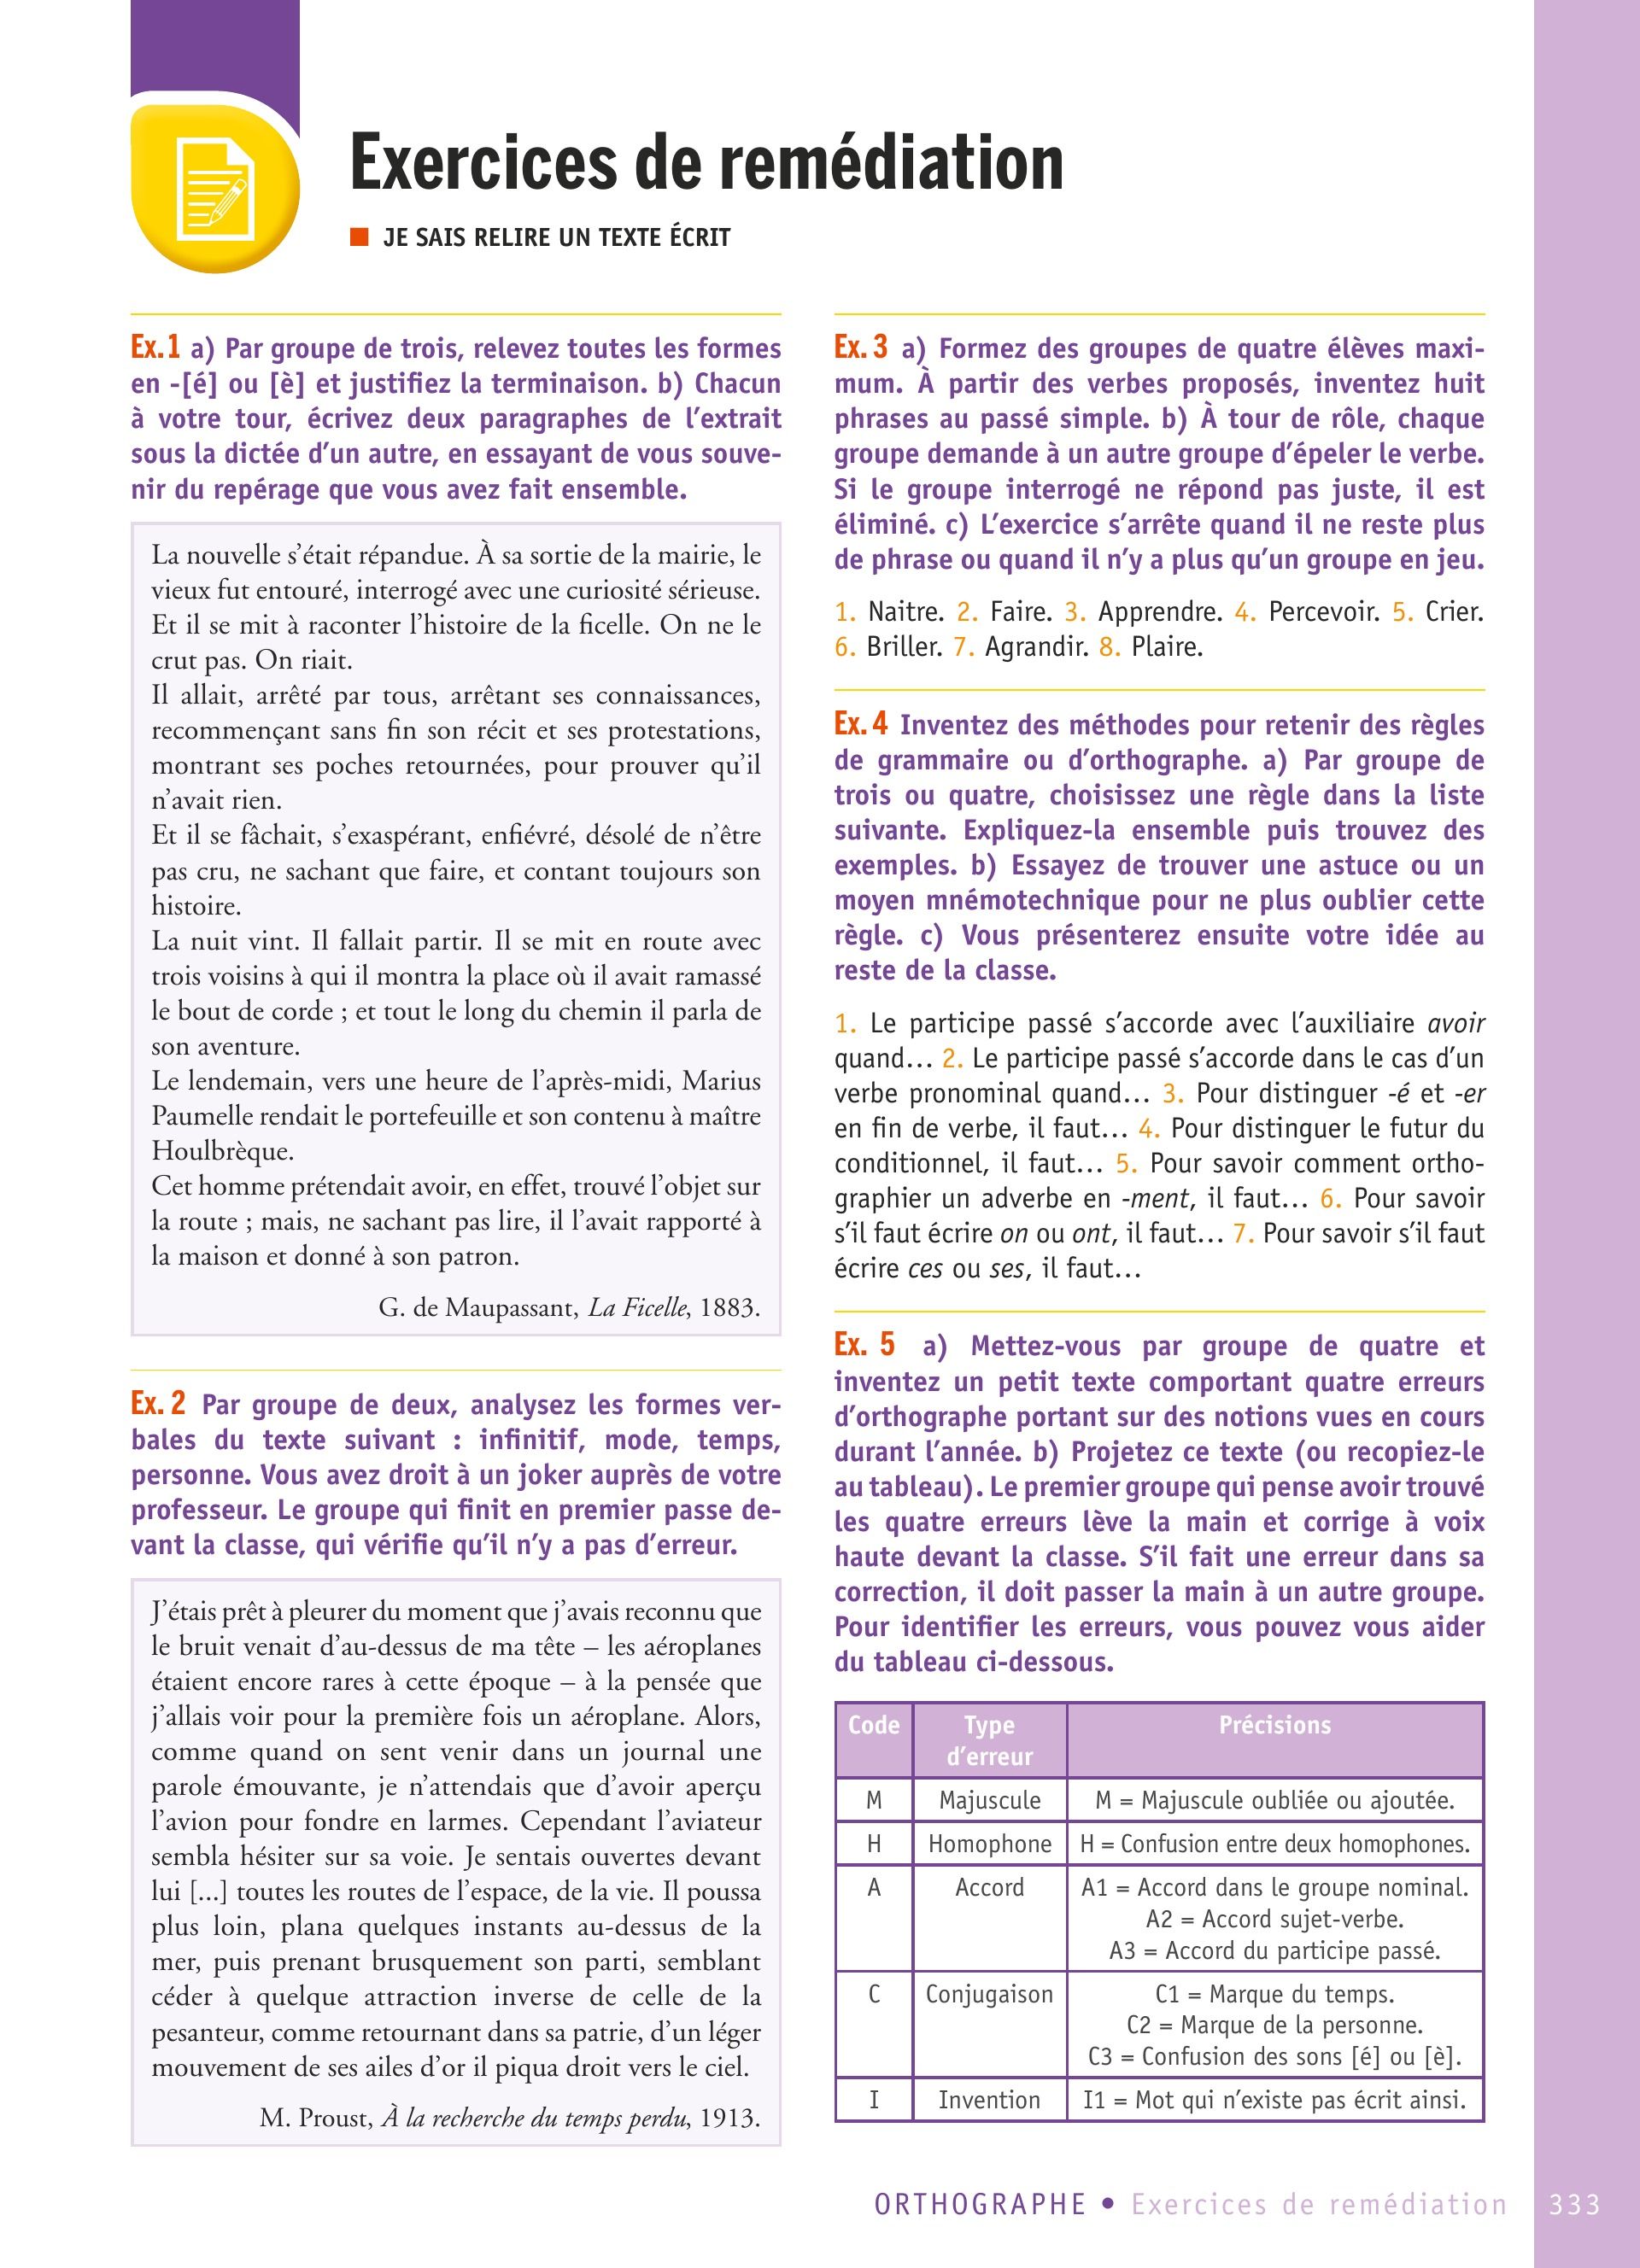 Exercices de remédiation
JE SAIS RELIRE UN TEXTE ÉCRIT
Ex.1 a) Par groupe de trois, relevez toutes les formes
en -[é] ou [è] et justifiez la terminaison. b) Chacun
à votre tour, écrivez deux paragraphes de l’extrait
sous la dictée d’un autre, en essayant de vous souve-
nir du repérage que vous avez fait ensemble.
La nouvelle s’était répandue. À sa sortie de la mairie, le
vieux fut entouré, interrogé avec une curiosité sérieuse.
Et il se mit à raconter l’histoire de la ficelle. On ne le
crut pas. On riait.
Il allait, arrêté par tous, arrêtant ses connaissances,
recommençant sans fin son récit et ses protestations,
montrant ses poches retournées, pour prouver qu’il
n’avait rien.
Et il se fâchait, s’exaspérant, enfiévré, désolé de n’être
pas cru, ne sachant que faire, et contant toujours son
histoire.
La nuit vint. Il fallait partir. Il se mit en route avec
trois voisins à qui il montra la place où il avait ramassé
le bout de corde ; et tout le long du chemin il parla de
son aventure.
Le lendemain, vers une heure de l’après-midi, Marius
Paumelle rendait le portefeuille et son contenu à maître
Houlbrèque.
Cet homme prétendait avoir, en effet, trouvé l’objet sur
la route ; mais, ne sachant pas lire, il l’avait rapporté à
la maison et donné à son patron.
G. de Maupassant, La Ficelle, 1883.
Ex. 2 Par groupe de deux, analysez les formes ver-
bales du texte suivant : infinitif, mode, temps,
personne. Vous avez droit à un joker auprès de votre
professeur. Le groupe qui finit en premier passe de-
vant la classe, qui vérifie qu’il n’y a pas d’erreur.
J’étais prêt à pleurer du moment que j’avais reconnu que
le bruit venait d’au-dessus de ma tête – les aéroplanes
étaient encore rares à cette époque – à la pensée que
j’allais voir pour la première fois un aéroplane. Alors,
comme quand on sent venir dans un journal une
parole émouvante, je n’attendais que d’avoir aperçu
l’avion pour fondre en larmes. Cependant l’aviateur
sembla hésiter sur sa voie. Je sentais ouvertes devant
lui [...] toutes les routes de l’espace, de la vie. Il poussa
plus loin, plana quelques instants au-dessus de la
mer, puis prenant brusquement son parti, semblant
céder à quelque attraction inverse de celle de la
pesanteur, comme retournant dans sa patrie, d’un léger
mouvement de ses ailes d’or il piqua droit vers le ciel.
M. Proust, À la recherche du temps perdu, 1913.
Ex. 3 a) Formez des groupes de quatre élèves maxi-
mum. À partir des verbes proposés, inventez huit
phrases au passé simple. b) À tour de rôle, chaque
groupe demande à un autre groupe d’épeler le verbe.
Si le groupe interrogé ne répond pas juste, il est
éliminé. c) L’exercice s’arrête quand il ne reste plus
de phrase ou quand il n’y a plus qu’un groupe en jeu.
1. Naitre. 2. Faire. 3. Apprendre. 4. Percevoir. 5. Crier.
6. Briller. 7. Agrandir. 8. Plaire.
Ex. 4 Inventez des méthodes pour retenir des règles
de grammaire ou d’orthographe. a) Par groupe de
trois ou quatre, choisissez une règle dans la liste
suivante. Expliquez-la ensemble puis trouvez des
exemples. b) Essayez de trouver une astuce ou un
moyen mnémotechnique pour ne plus oublier cette
règle. c) Vous présenterez ensuite votre idée au
reste de la classe.
1. Le participe passé s’accorde avec l’auxiliaire avoir
quand... 2. Le participe passé s’accorde dans le cas d’un
verbe pronominal quand... 3. Pour distinguer -é et -er
en fin de verbe, il faut... 4. Pour distinguer le futur du
conditionnel, il faut... 5. Pour savoir comment ortho-
graphier un adverbe en -ment, il faut... 6. Pour savoir
s’il faut écrire on ou ont, il faut... 7. Pour savoir s’il faut
écrire ces ou ses, il faut...
Ex. 5 a) Mettez-vous par groupe de quatre et
inventez un petit texte comportant quatre erreurs
d’orthographe portant sur des notions vues en cours
durant l’année. b) Projetez ce texte (ou recopiez-le
au tableau). Le premier groupe qui pense avoir trouvé
les quatre erreurs lève la main et corrige à voix
haute devant la classe. S’il fait une erreur dans sa
correction, il doit passer la main à un autre groupe.
Pour identifier les erreurs, vous pouvez vous aider
du tableau ci-dessous.
Code Type d’erreur Précisions
M Majuscule M = Majuscule oubliée ou ajoutée.
H Homophone H = Confusion entre deux homophones.
A Accord A1 = Accord dans le groupe nominal.
A2 = Accord sujet-verbe.
A3 = Accord du participe passé.
C Conjugaison C1 = Marque du temps.
C2 = Marque de la personne.
C3 = Confusion des sons [é] ou [è].
I Invention I1 = Mot qui n’existe pas écrit ainsi.
ORTHOGRAPHE • Exercices de remédiation 333